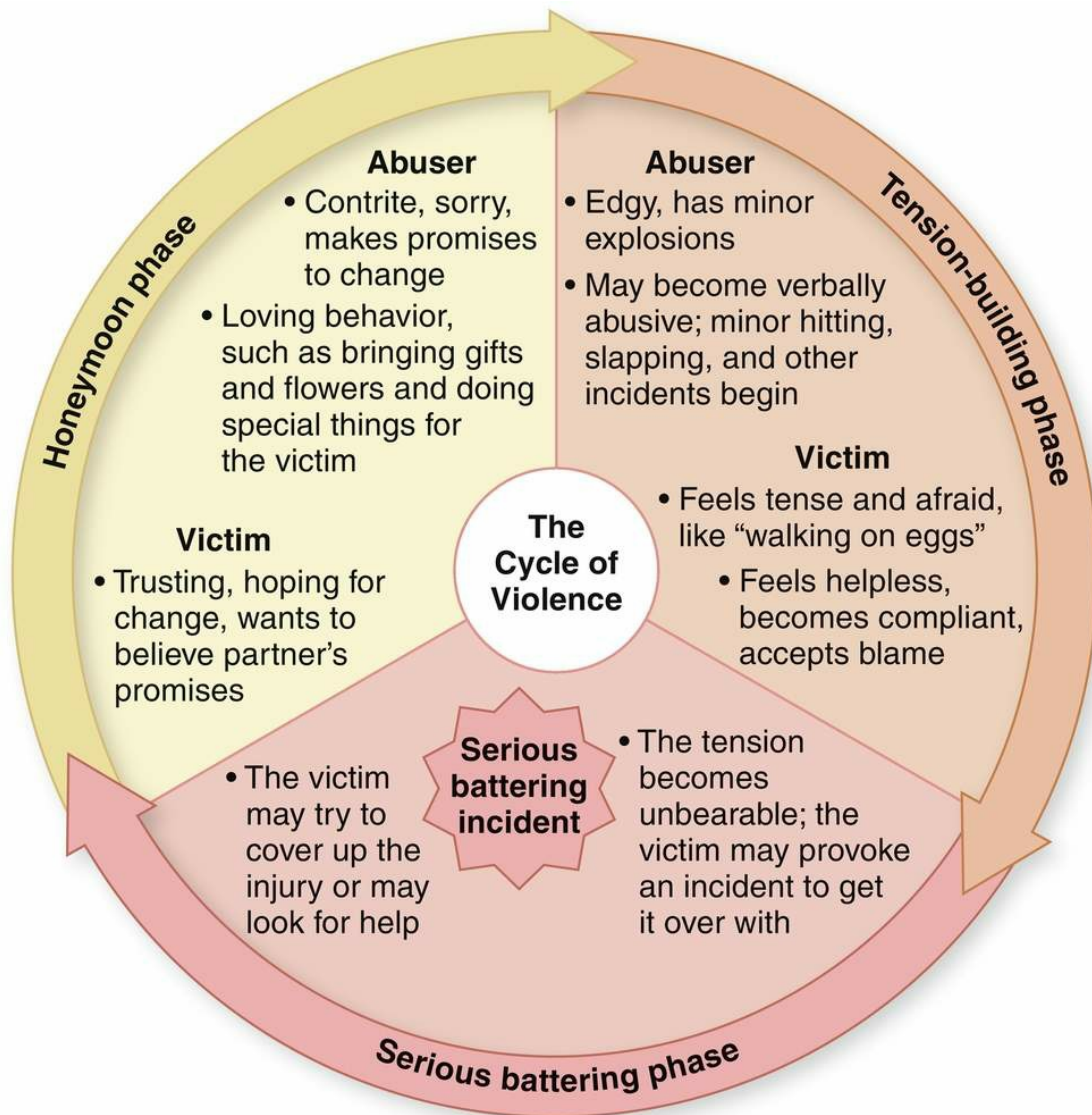 Honeymoon phase
Abuser
• Contrite, sorry,
makes promises
to change
• Loving behavior,
such as bringing gifts
and flowers and doing
special things for
the victim
Victim
• Trusting, hoping for
change, wants to
believe partner's
promises
Tension-building phase
Abuser
• Edgy, has minor
explosions
• May become verbally
abusive; minor hitting,
slapping, and other
incidents begin
Victim
• Feels tense and afraid,
like “walking on eggs”
• Feels helpless,
becomes compliant,
accepts blame
The
Cycle of
Violence
Serious
battering
incident
• The tension
becomes
unbearable; the
victim may provoke
an incident to get
it over with
• The victim
may try to
cover up the
injury or may
look for help
Serious battering phase